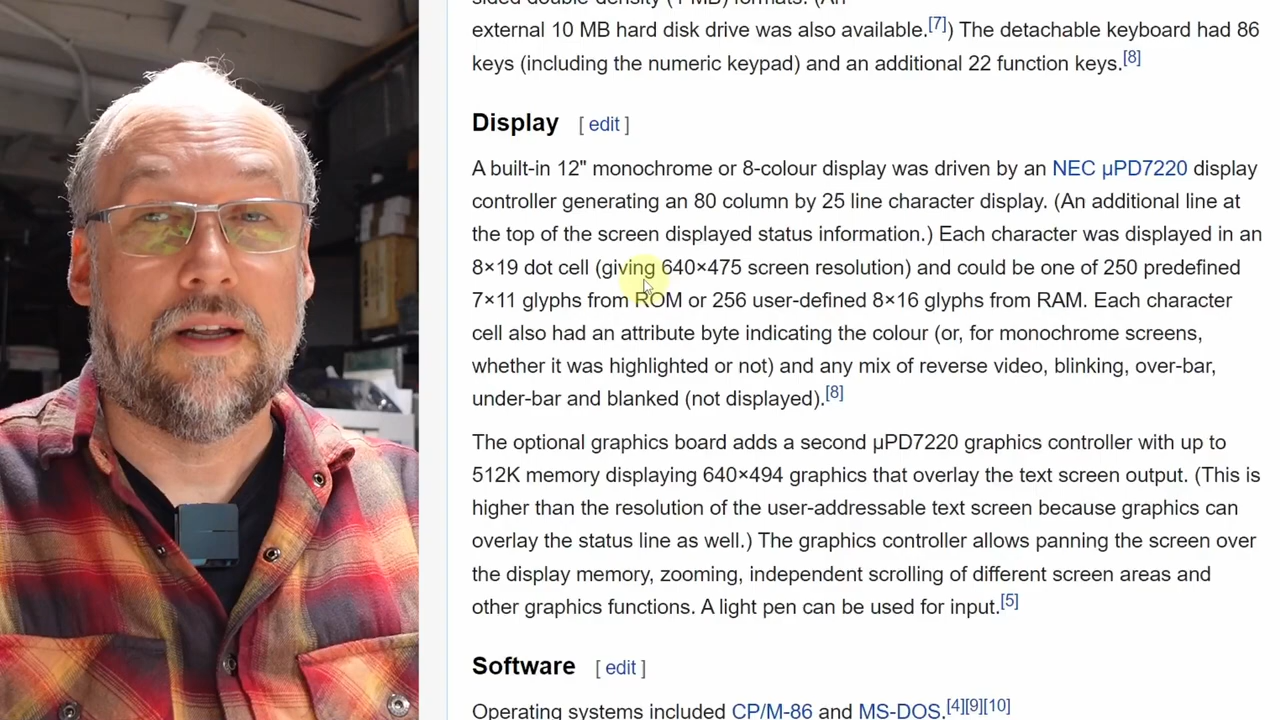 sided double-density (1 MB) formats. (An
external 10 MB hard disk drive was also available.[7]) The detachable keyboard had 86
keys (including the numeric keypad) and an additional 22 function keys.[8]
Display [ edit ]
A built-in 12" monochrome or 8-colour display was driven by an NEC µPD7220 display
controller generating an 80 column by 25 line character display. (An additional line at
the top of the screen displayed status information.) Each character was displayed in an
8×19 dot cell (giving 640×475 screen resolution) and could be one of 250 predefined
7×11 glyphs from ROM or 256 user-defined 8×16 glyphs from RAM. Each character
cell also had an attribute byte indicating the colour (or, for monochrome screens,
whether it was highlighted or not) and any mix of reverse video, blinking, over-bar,
under-bar and blanked (not displayed).[8]
The optional graphics board adds a second µPD7220 graphics controller with up to
512K memory displaying 640×494 graphics that overlay the text screen output. (This is
higher than the resolution of the user-addressable text screen because graphics can
overlay the status line as well.) The graphics controller allows panning the screen over
the display memory, zooming, independent scrolling of different screen areas and
other graphics functions. A light pen can be used for input.[5]
Software [ edit ]
Operating systems included CP/M-86 and MS-DOS.[4][9][10]